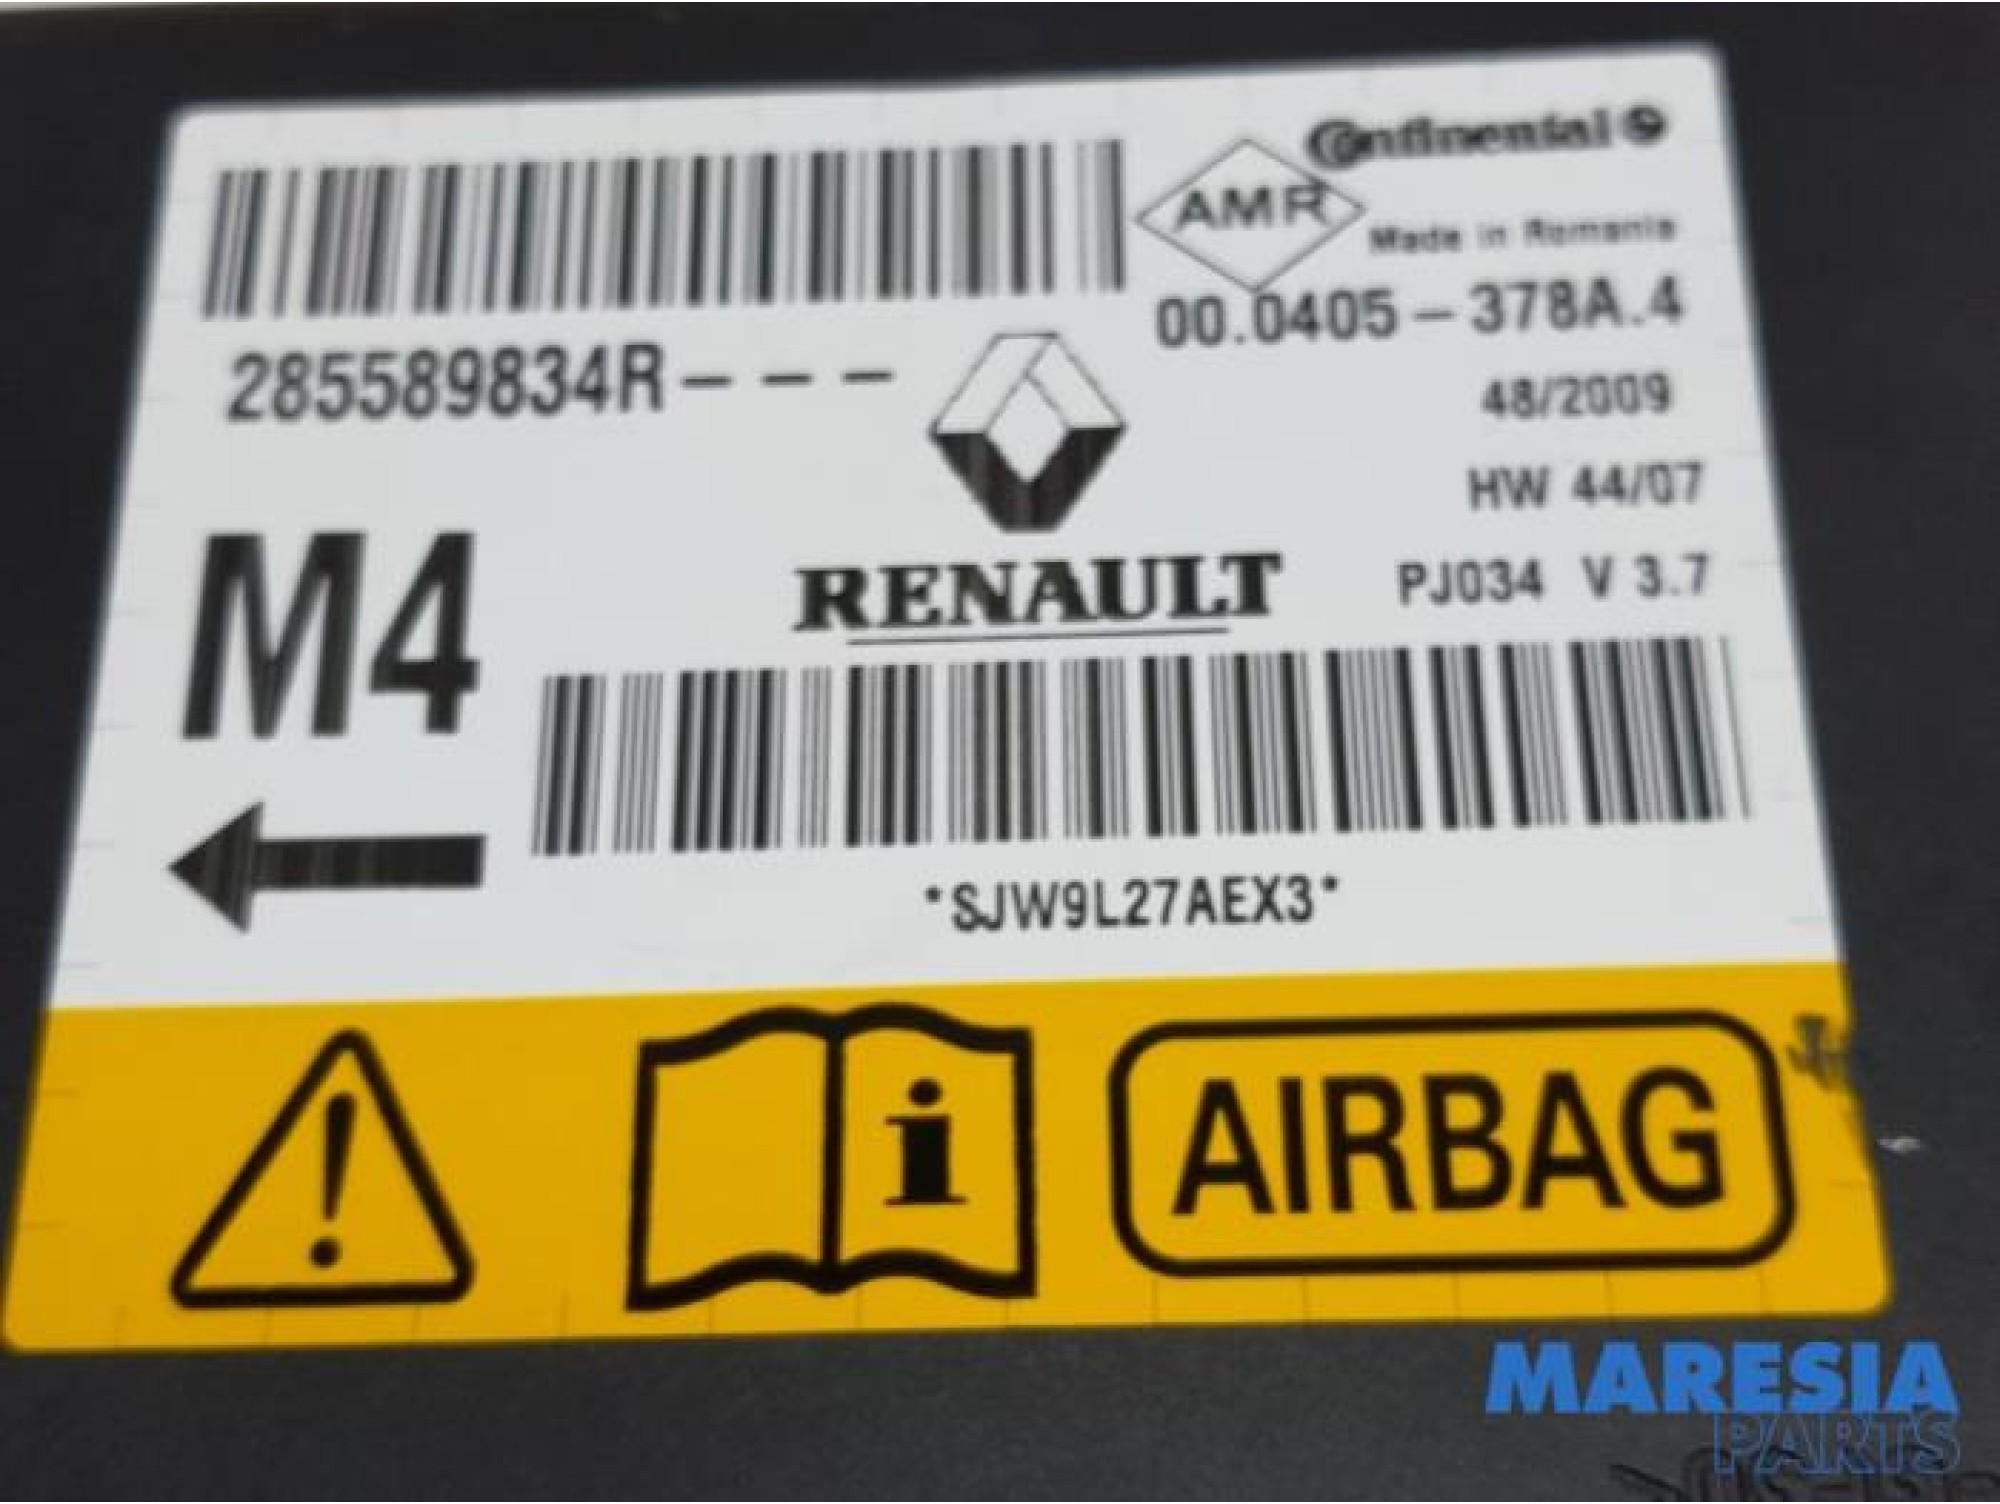 Continental
AMR
Made in Romania
00.0405-378A.4
285589834R---
48/2009
HW 44/07
M4
RENAULT
PJ034 V 3.7
*SJW9L27AEX3*
i
AIRBAG
MARESIA
PARTS